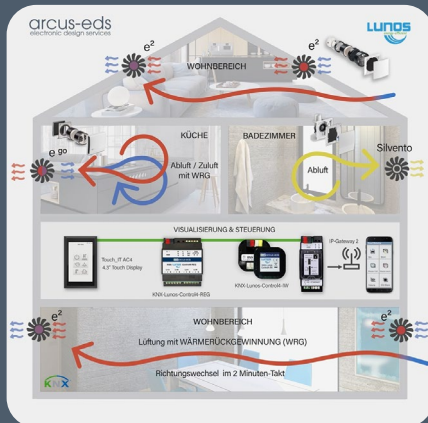 arcus-eds
electronic design services
LUNOS
e²
WOHNBEREICH
e²
e go
KÜCHE
Abluft / Zuluft
mit WRG
BADEZIMMER
Abluft
Silvento
VISUALISIERUNG & STEUERUNG
Touch_IT AC4
4,3" Touch Display
KNX-Lunos-Control4-REG
KNX-Lunos-Control4-IW
IP-Gateway 2
e²
WOHNBEREICH
e²
Lüftung mit WÄRMERÜCKGEWINNUNG (WRG)
Richtungswechsel im 2 Minuten-Takt
KNX